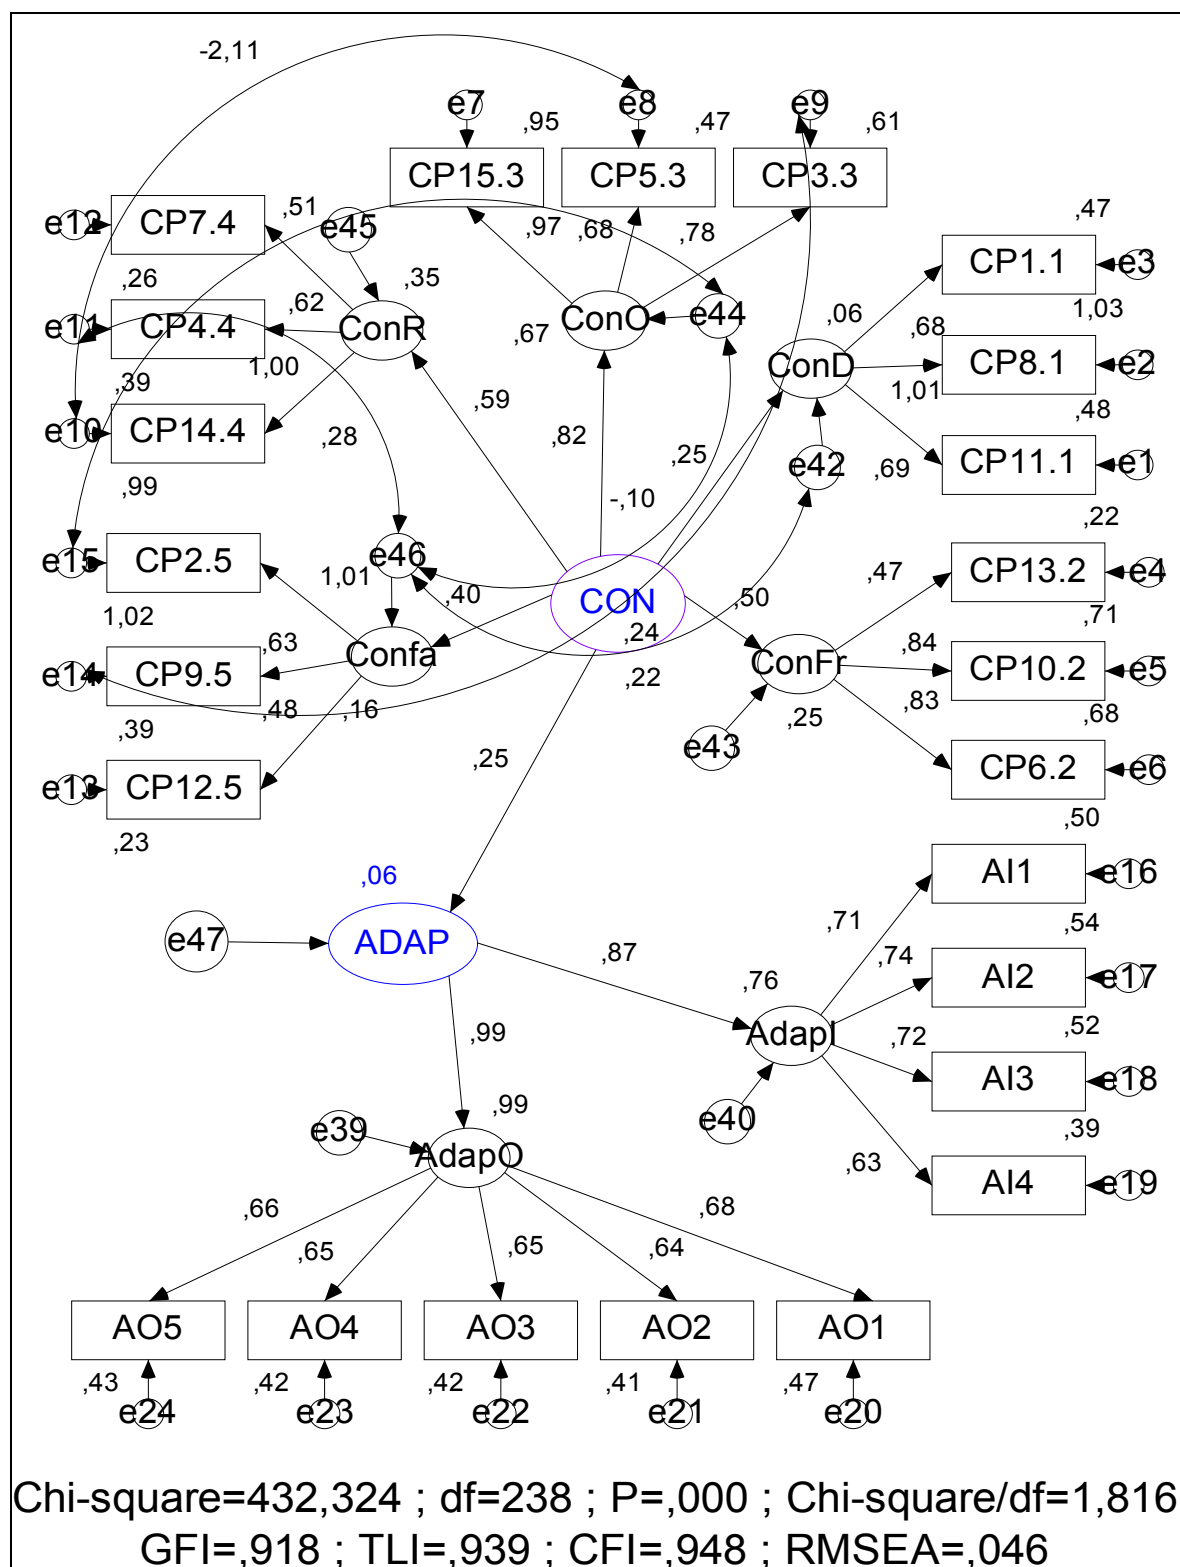 -2,11
e7
e8
e9
,95
,47
,61
CP15.3
CP5.3
CP3.3
e12
CP7.4
,51
e45
,97
,68
,78
,47
CP1.1
e3
,26
,62
,35
1,03
e11
CP4.4
ConR
,67
ConO
e44
,06
,68
ConD
CP8.1
e2
,39
1,00
,59
1,01
,48
e10
CP14.4
,28
,82
,25
e42
,69
CP11.1
e1
,99
-,10
,22
e15
CP2.5
e46
1,01
,40
CON
,50
,47
CP13.2
e4
1,02
,63
Confa
,24
,71
e14
CP9.5
,22
ConFr
,84
CP10.2
e5
,39
,48
,16
,25
,83
,68
e43
e13
CP12.5
,25
CP6.2
e6
,23
,50
,06
AI1
e16
e47
ADAP
,71
,54
,87
,74
,76
AI2
e17
,99
AdapI
,52
,72
AI3
e18
,99
e39
e40
,39
AdapO
,63
AI4
e19
,66
,65
,65
,64
,68
AO5
AO4
AO3
AO2
AO1
,43
,42
,42
,41
,47
e24
e23
e22
e21
e20
Chi-square=432,324 ; df=238 ; P=,000 ; Chi-square/df=1,816
GFI=,918 ; TLI=,939 ; CFI=,948 ; RMSEA=,046